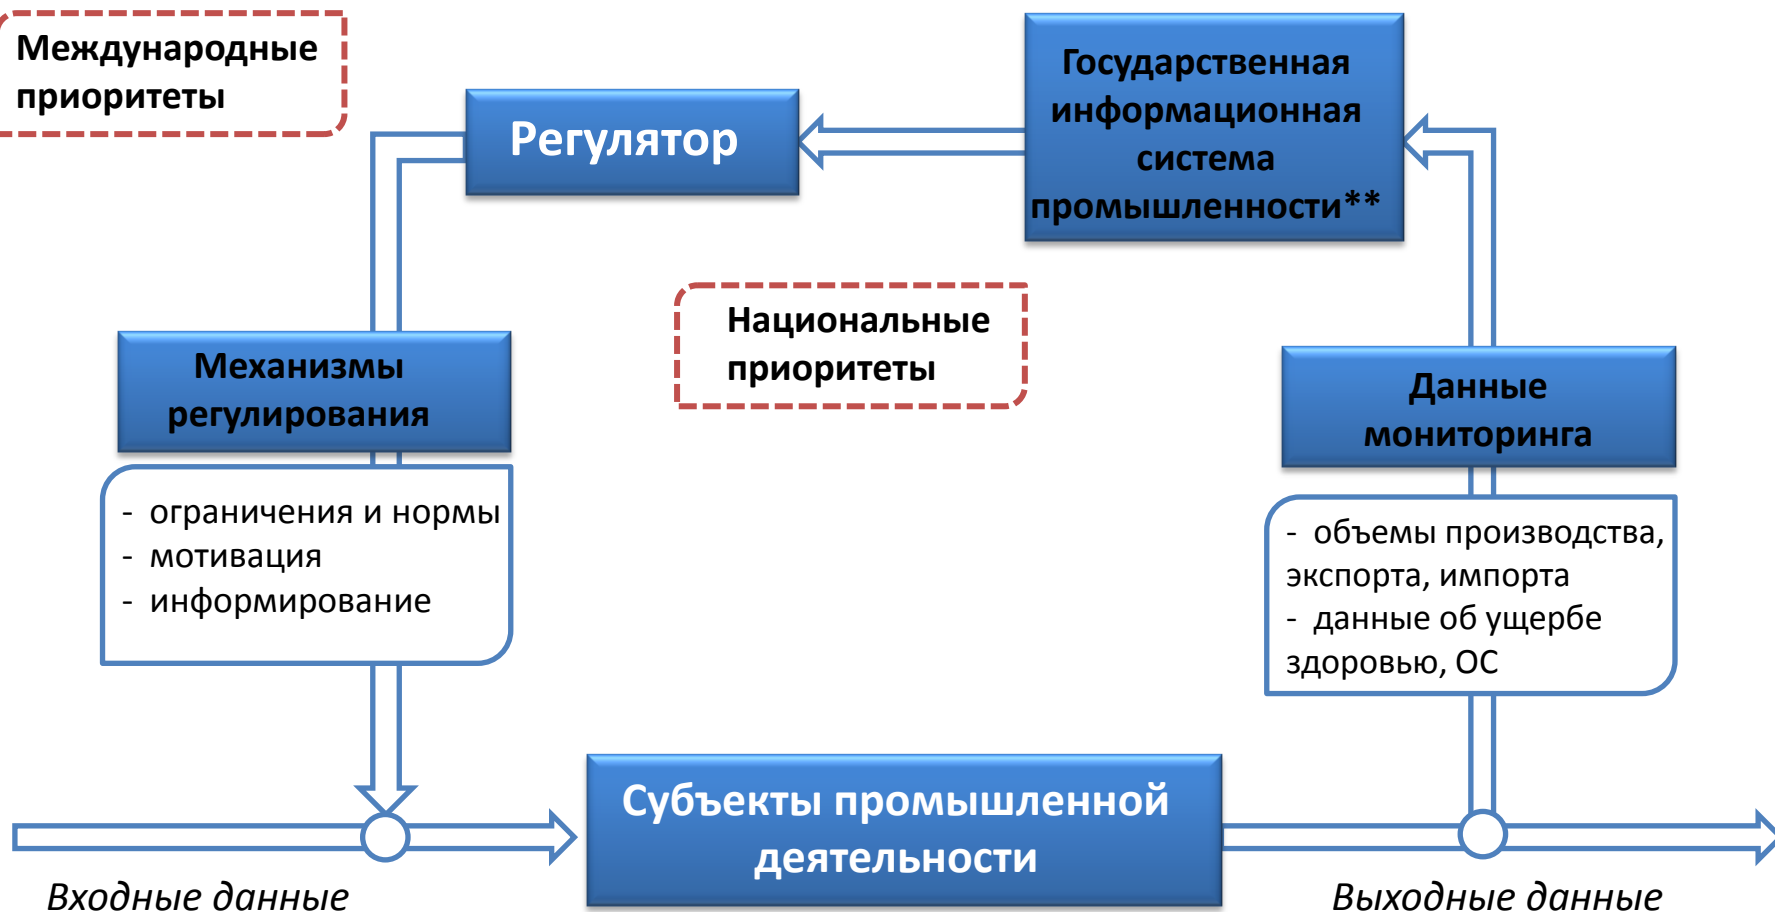 Международные
приоритеты
Регулятор
Государственная
информационная
система
промышленности**
Национальные
приоритеты
Механизмы
регулирования
- ограничения и нормы
- мотивация
- информирование
Данные
мониторинга
- объемы производства,
экспорта, импорта
- данные об ущербе
здоровью, ОС
Субъекты промышленной
деятельности
Входные данные
Выходные данные